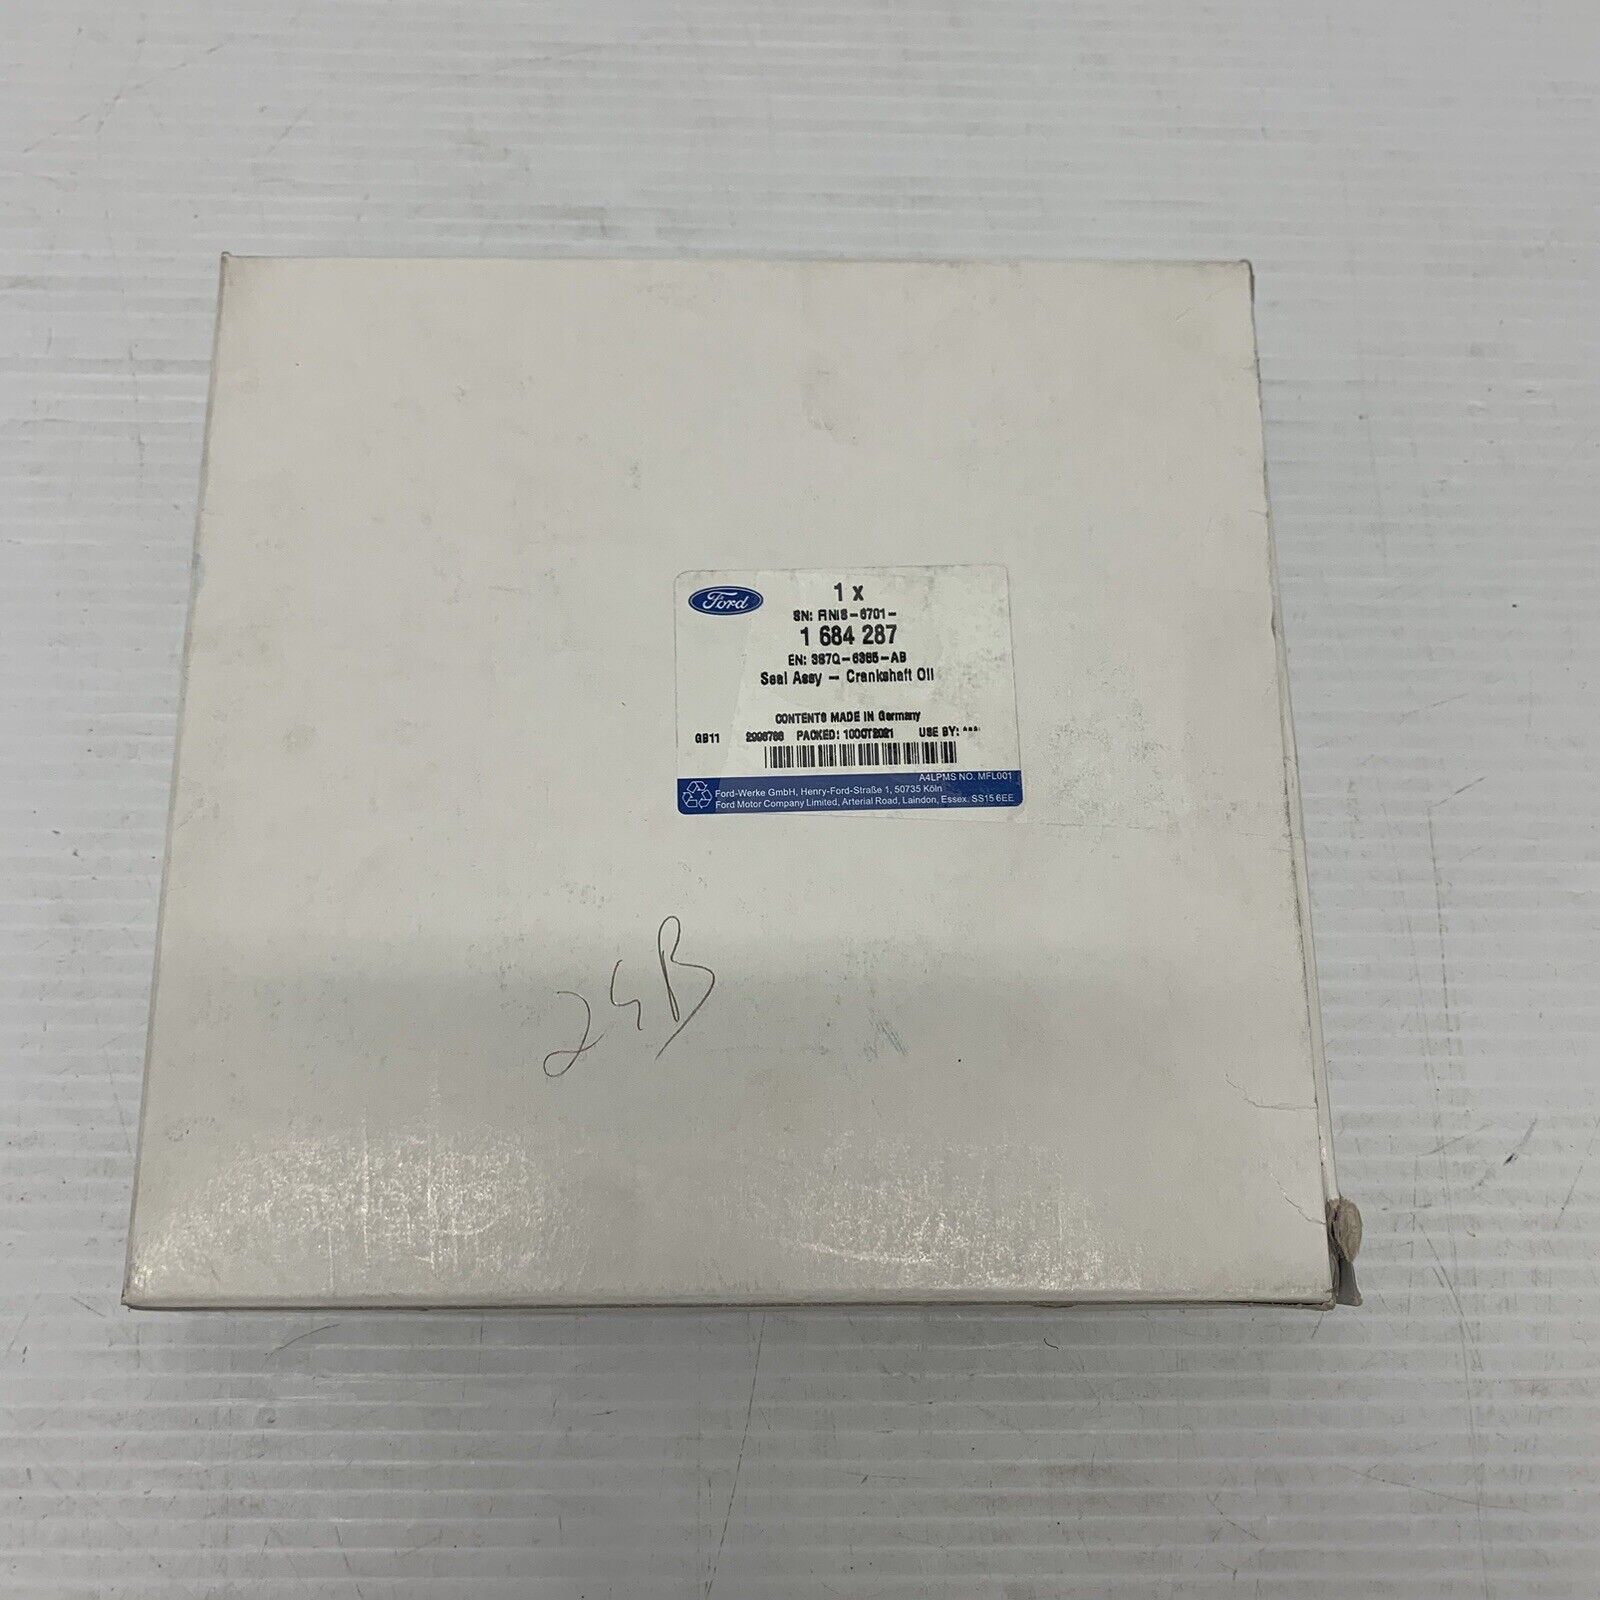 Ford
1 x
SN: FINIS-6701-
1 684 287
EN: 3S7Q-6385-AB
Seal Assy - Crankshaft Oil
CONTENTS MADE IN Germany
GB11 2998788 PACKED: 10OCT2021 USE BY: ***
A4LPMS NO. MFL001
Ford-Werke GmbH, Henry-Ford-Straße 1, 50735 Köln
Ford Motor Company Limited, Arterial Road, Laindon, Essex. SS15 6EE